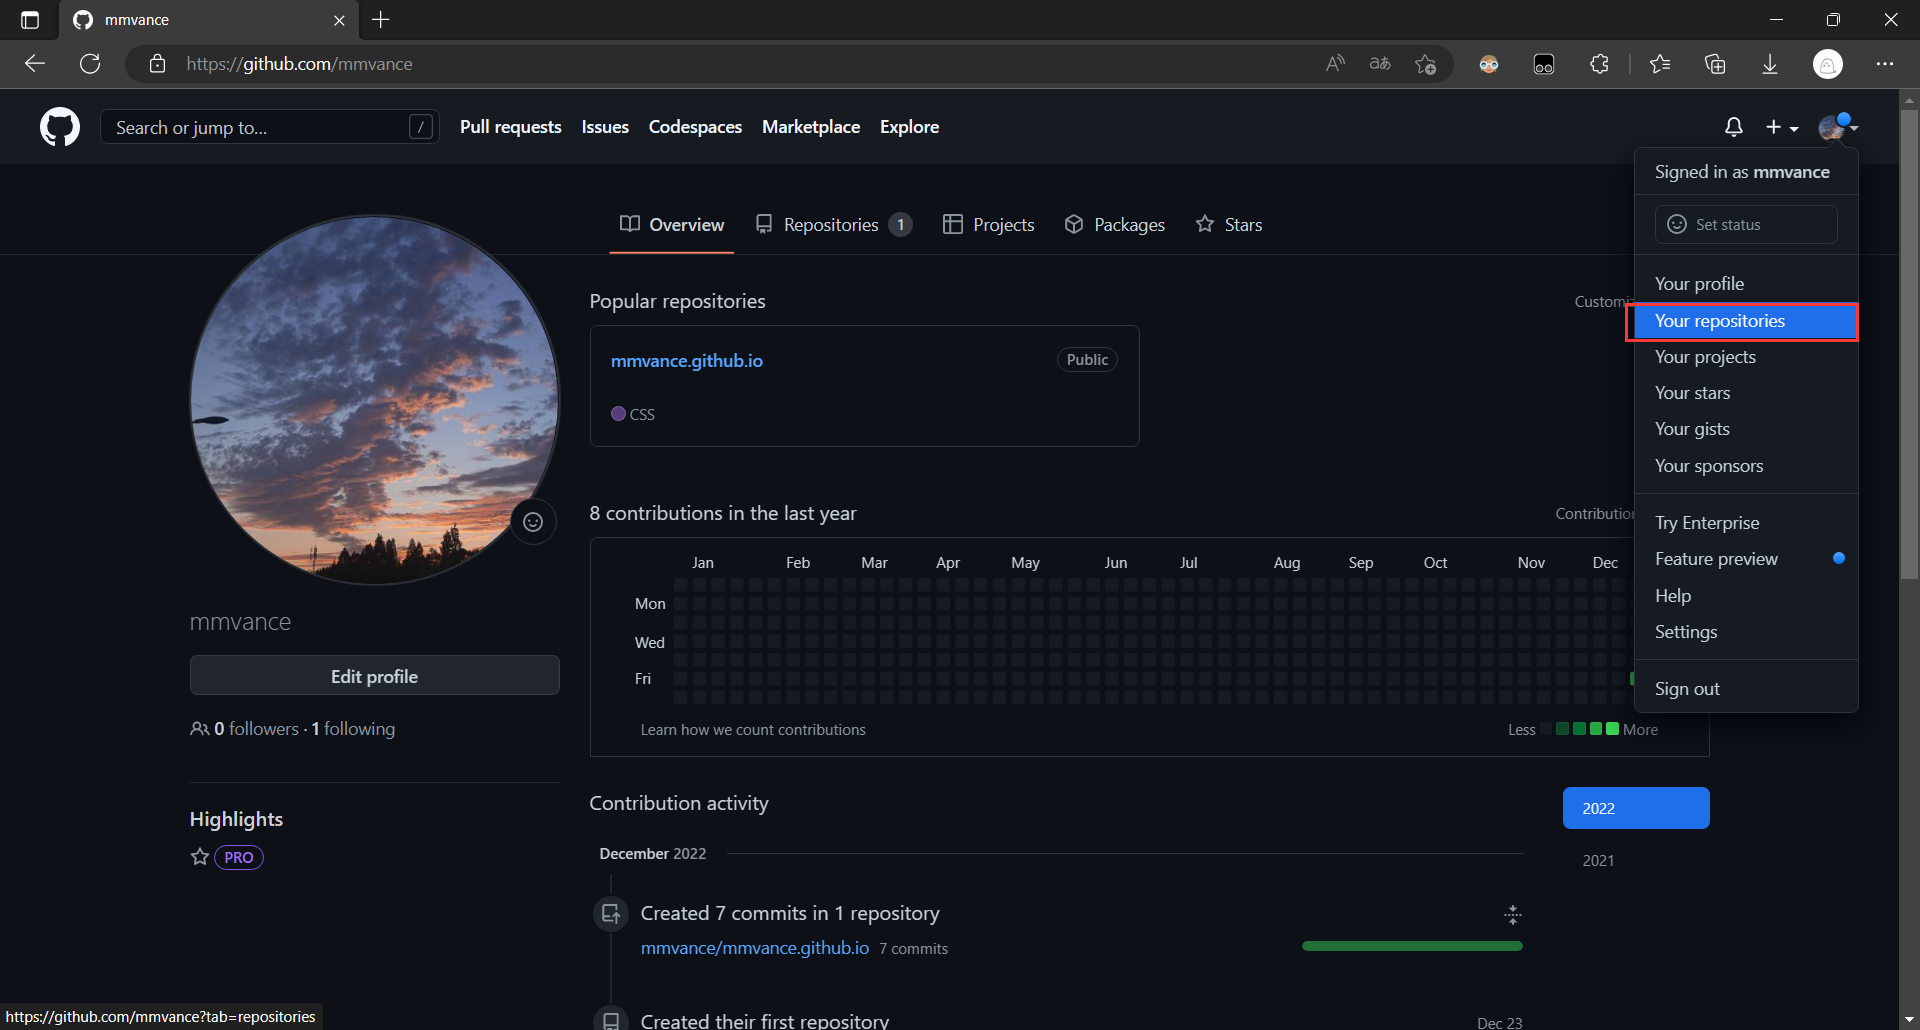 mmvance
https://github.com/mmvance
Search or jump to...
/
Pull requests
Issues
Codespaces
Marketplace
Explore
Signed in as mmvance
Set status
Your profile
Your repositories
Your projects
Your stars
Your gists
Your sponsors
Try Enterprise
Feature preview
Help
Settings
Sign out
Overview
Repositories 1
Projects
Packages
Stars
mmvance
Edit profile
0 followers · 1 following
Highlights
PRO
Popular repositories
mmvance.github.io
Public
CSS
8 contributions in the last year
Jan Feb Mar Apr May Jun Jul Aug Sep Oct Nov Dec
Mon
Wed
Fri
Learn how we count contributions
Less
More
Contribution activity
2022
2021
December 2022
Created 7 commits in 1 repository
mmvance/mmvance.github.io 7 commits
Created their first repository
Dec 23
https://github.com/mmvance?tab=repositories